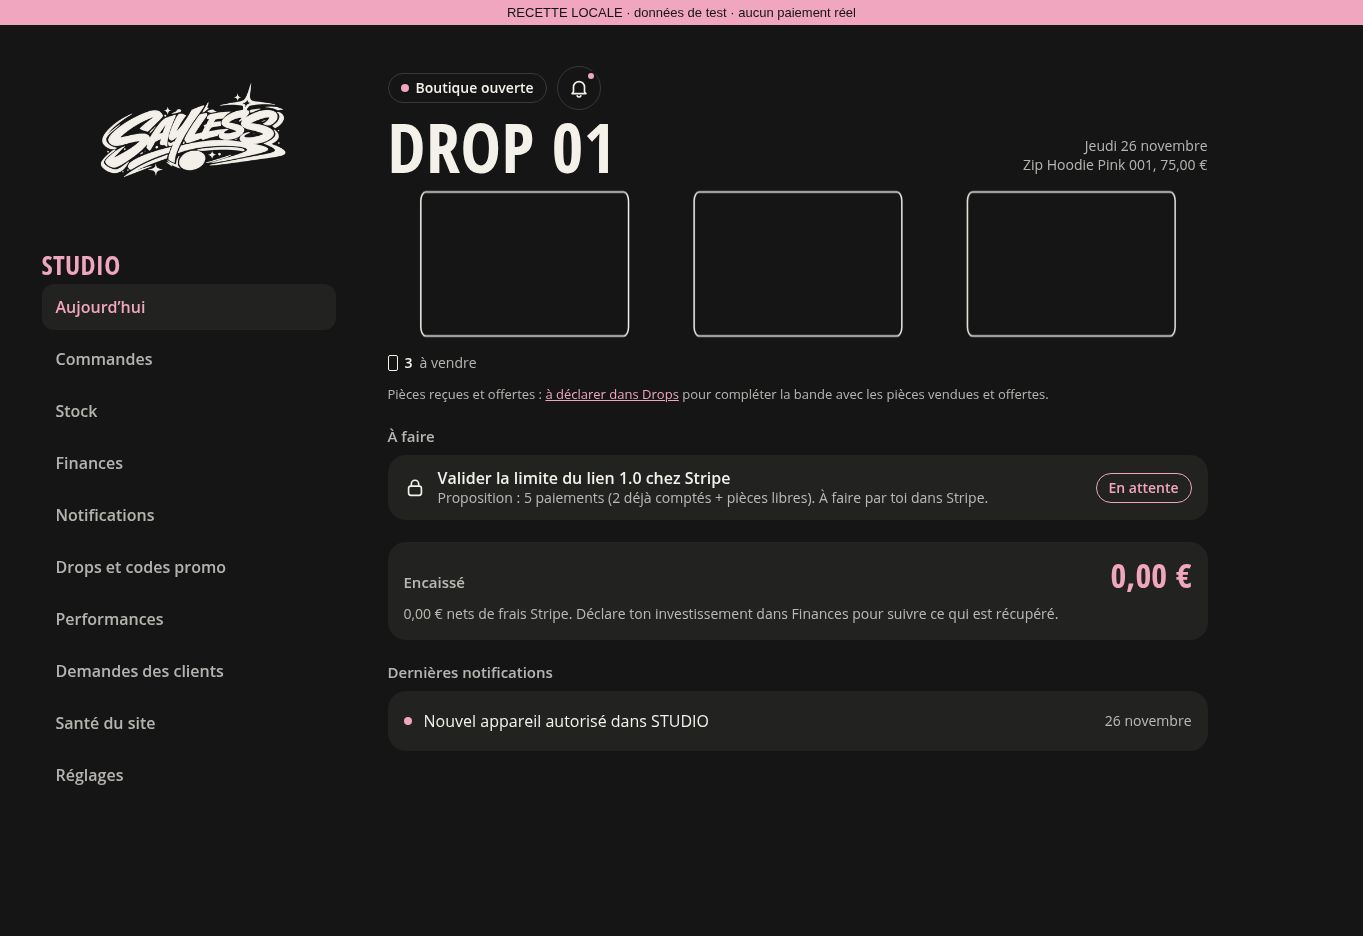 RECETTE LOCALE · données de test · aucun paiement réel
SAYLESS
STUDIO
Aujourd’hui
Commandes
Stock
Finances
Notifications
Drops et codes promo
Performances
Demandes des clients
Santé du site
Réglages
Boutique ouverte
DROP 01
Jeudi 26 novembre
Zip Hoodie Pink 001, 75,00 €
3 à vendre
Pièces reçues et offertes : à déclarer dans Drops pour compléter la bande avec les pièces vendues et offertes.
À faire
Valider la limite du lien 1.0 chez Stripe
Proposition : 5 paiements (2 déjà comptés + pièces libres). À faire par toi dans Stripe.
En attente
Encaissé
0,00 €
0,00 € nets de frais Stripe. Déclare ton investissement dans Finances pour suivre ce qui est récupéré.
Dernières notifications
Nouvel appareil autorisé dans STUDIO
26 novembre